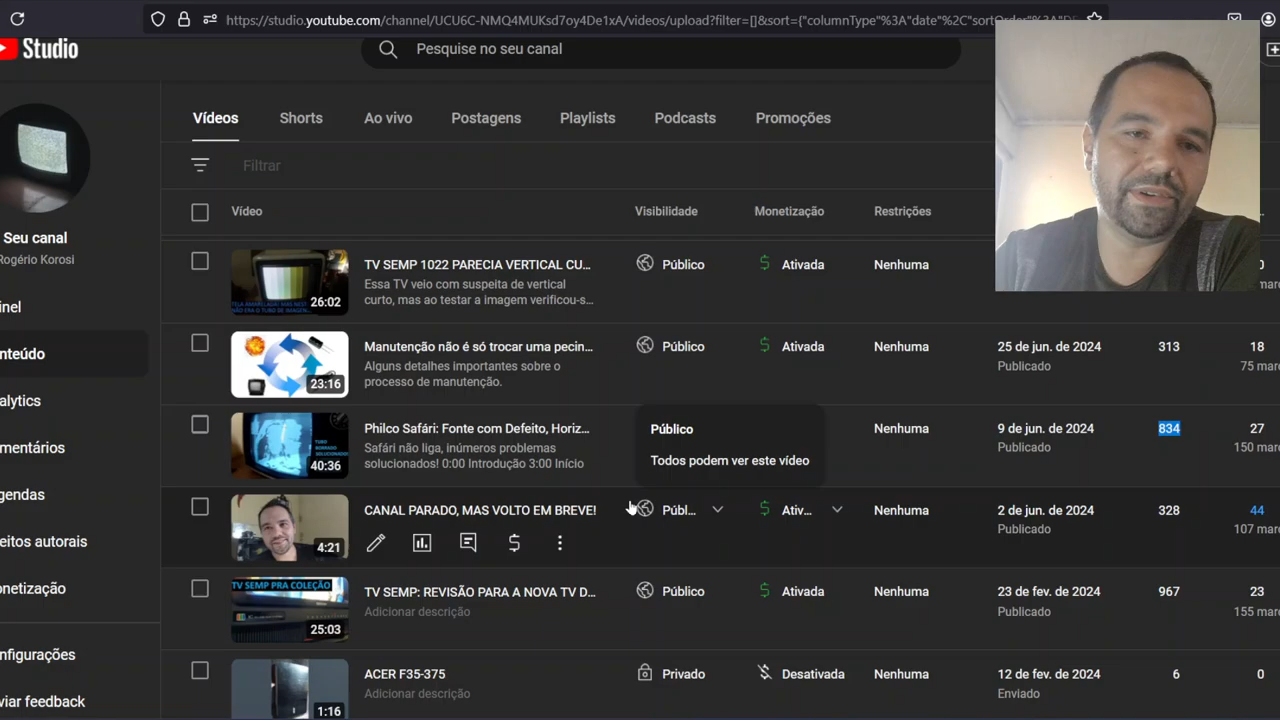 https://studio.youtube.com/channel/UCU6C-NMQ4MUKsd7oy4De1xA/videos/upload?filter=[]&sort={"columnType"%3A"date"%2C"sortOrder"%3A"D
Studio
Pesquise no seu canal
Vídeos Shorts Ao vivo Postagens Playlists Podcasts Promoções
Filtrar
Vídeo Visibilidade Monetização Restrições
Seu canal
Rogério Korosi
inel
nteúdo
alytics
mentários
gendas
eitos autorais
onetização
nfigurações
viar feedback
26:02
TV SEMP 1022 PARECIA VERTICAL CU...
Essa TV veio com suspeita de vertical
curto, mas ao testar a imagem verificou-s...
Público Ativada Nenhuma 0
23:16
Manutenção não é só trocar uma pecin...
Alguns detalhes importantes sobre o
processo de manutenção.
Público Ativada Nenhuma 25 de jun. de 2024 313 18
Publicado 75 mar
40:36
Philco Safári: Fonte com Defeito, Horiz...
Safári não liga, inúmeros problemas
solucionados! 0:00 Introdução 3:00 Início
Público
Todos podem ver este vídeo
Nenhuma 9 de jun. de 2024 834 27
Publicado 150 mar
4:21
CANAL PARADO, MAS VOLTO EM BREVE!
Públ... Ativ... Nenhuma 2 de jun. de 2024 328 44
Publicado 107 mar
TV SEMP PRA COLEÇÃO
25:03
TV SEMP: REVISÃO PARA A NOVA TV D...
Adicionar descrição
Público Ativada Nenhuma 23 de fev. de 2024 967 23
Publicado 155 mar
1:16
ACER F35-375
Adicionar descrição
Privado Desativada Nenhuma 12 de fev. de 2024 6 0
Enviado